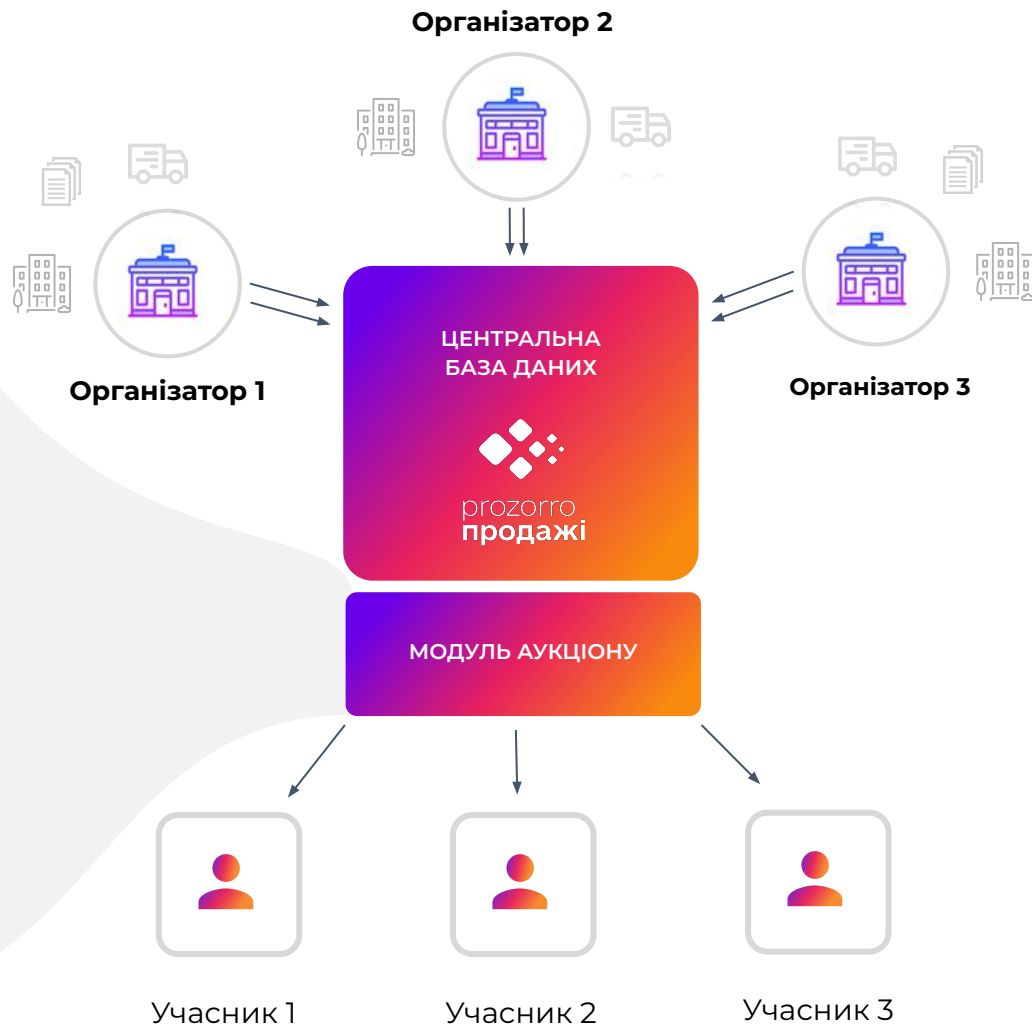 Організатор 2
Організатор 1
Організатор 3
ЦЕНТРАЛЬНА
БАЗА ДАНИХ
prozorro
продажі
МОДУЛЬ АУКЦІОНУ
Учасник 1
Учасник 2
Учасник 3